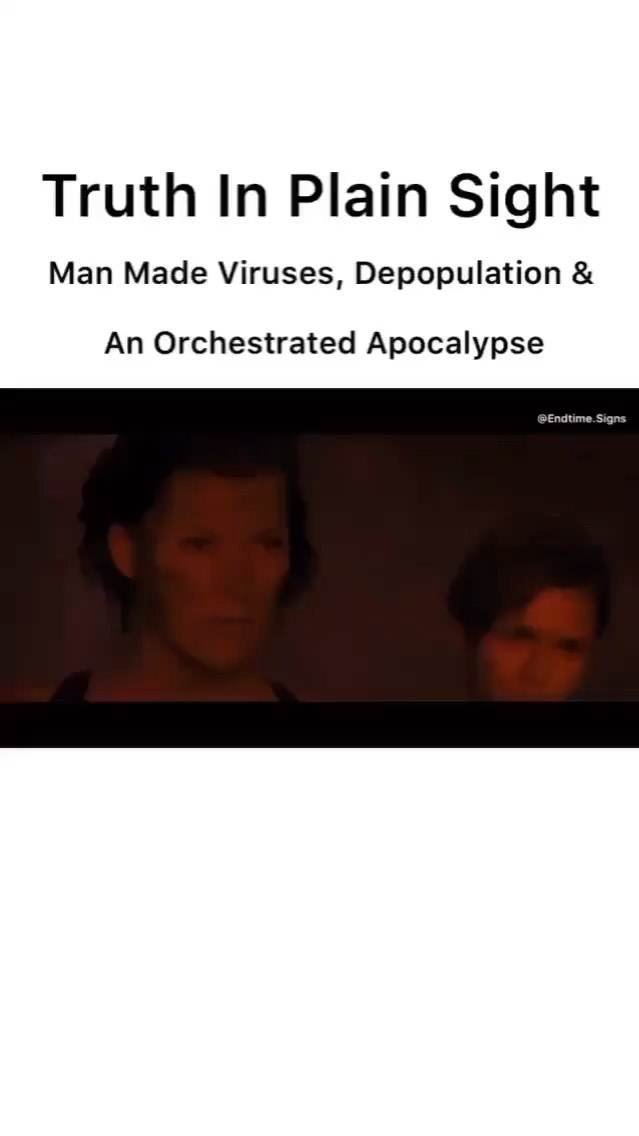 Truth In Plain Sight
Man Made Viruses, Depopulation &
An Orchestrated Apocalypse
@Endtime.Signs